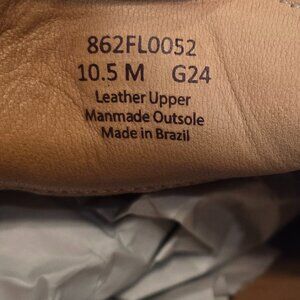 862FL0052
10.5 M G24
Leather Upper
Manmade Outsole
Made in Brazil